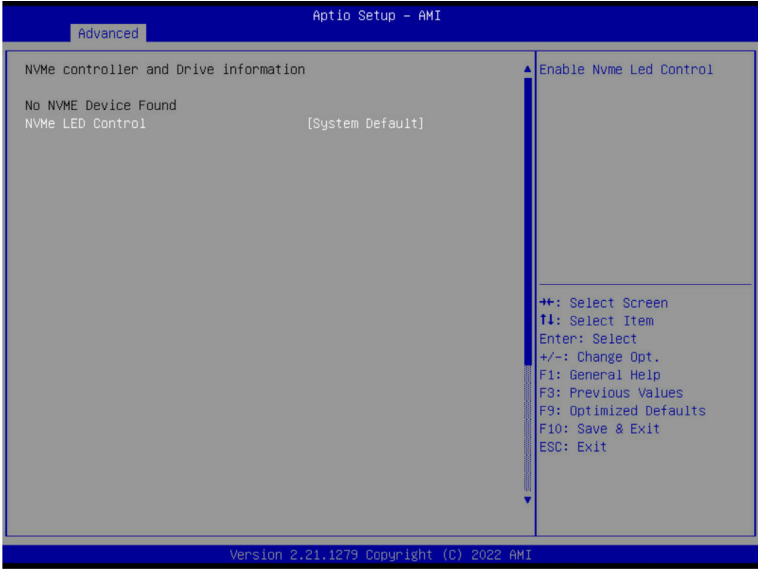 Aptio Setup – AMI
Advanced
NVMe controller and Drive information
No NVME Device Found
NVMe LED Control [System Default]
Enable Nvme Led Control
→←: Select Screen
↑↓: Select Item
Enter: Select
+/-: Change Opt.
F1: General Help
F3: Previous Values
F9: Optimized Defaults
F10: Save & Exit
ESC: Exit
Version 2.21.1279 Copyright (C) 2022 AMI